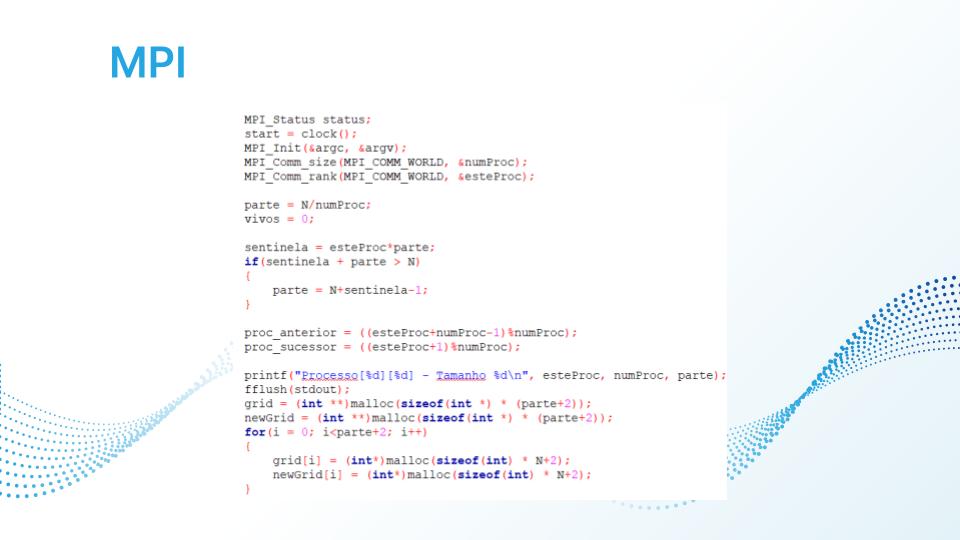 MPI
MPI_Status status;
start = clock();
MPI_Init(&argc, &argv);
MPI_Comm_size(MPI_COMM_WORLD, &numProc);
MPI_Comm_rank(MPI_COMM_WORLD, &esteProc);
parte = N/numProc;
vivos = 0;
sentinela = esteProc*parte;
if(sentinela + parte > N)
{
    parte = N+sentinela-1;
}
proc_anterior = ((esteProc+numProc-1)%numProc);
proc_sucessor = ((esteProc+1)%numProc);
printf("Processo[%d][%d] - Tamanho %d\n", esteProc, numProc, parte);
fflush(stdout);
grid = (int **)malloc(sizeof(int *) * (parte+2));
newGrid = (int **)malloc(sizeof(int *) * (parte+2));
for(i = 0; i<parte+2; i++)
{
    grid[i] = (int*)malloc(sizeof(int) * N+2);
    newGrid[i] = (int*)malloc(sizeof(int) * N+2);
}